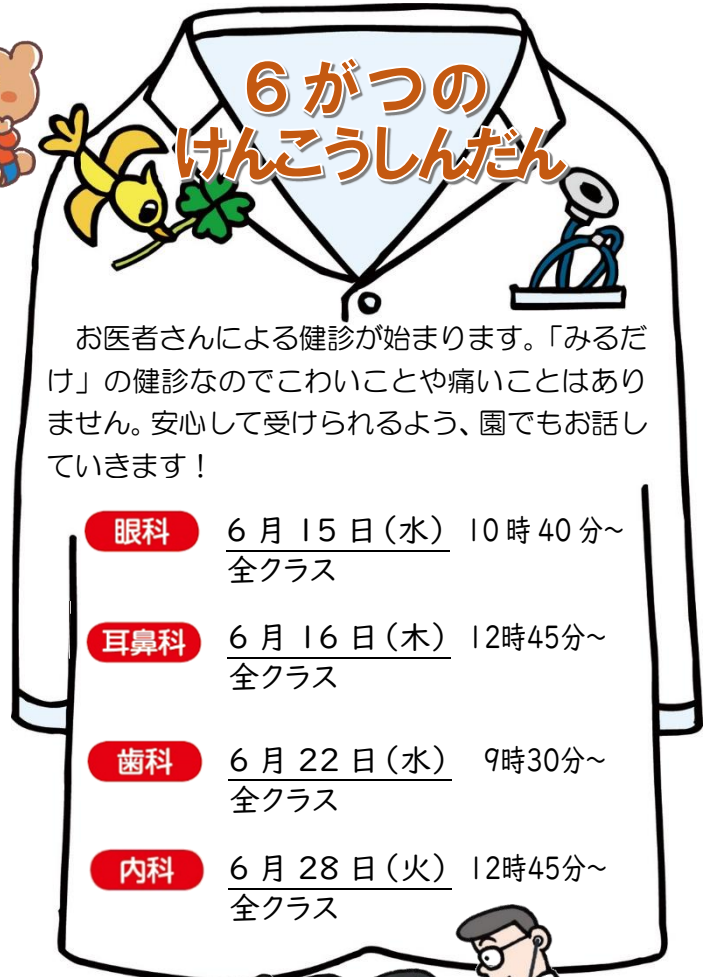 6がつの
けんこうしんだん
お医者さんによる健診が始まります。「みるだ
け」の健診なのでこわいことや痛いことはあり
ません。安心して受けられるよう、園でもお話し
ていきます！
眼科 6月15日(水) 10時40分~
全クラス
耳鼻科 6月16日(木) 12時45分~
全クラス
歯科 6月22日(水) 9時30分~
全クラス
内科 6月28日(火) 12時45分~
全クラス